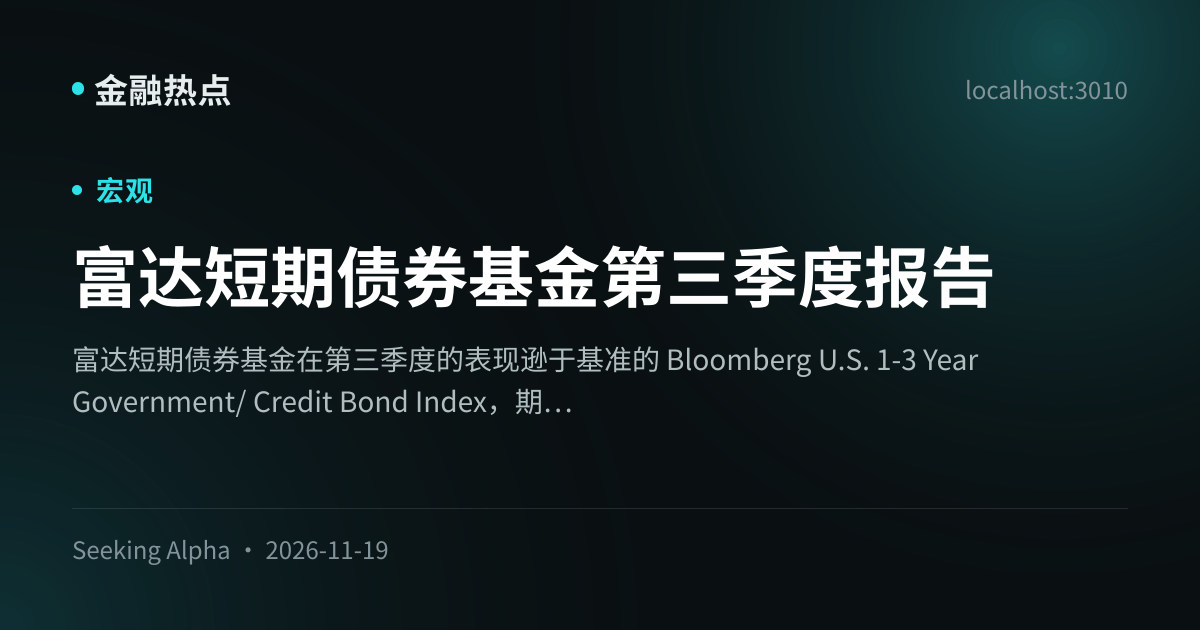 金融热点
localhost:3010
宏观
富达短期债券基金第三季度报告
富达短期债券基金在第三季度的表现逊于基准的 Bloomberg U.S. 1-3 Year
Government/ Credit Bond Index，期…
Seeking Alpha · 2026-11-19